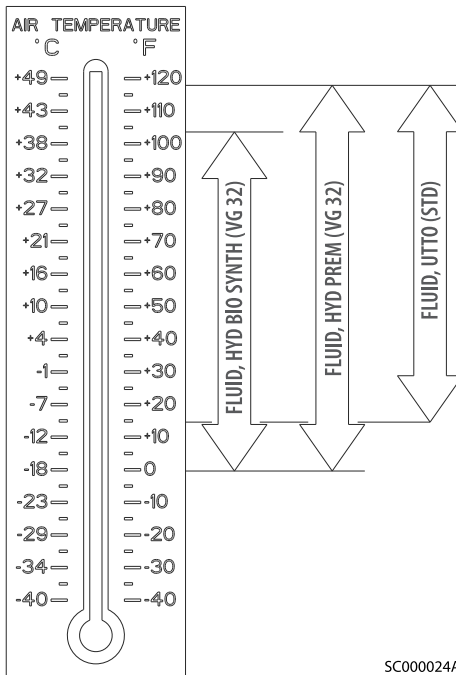 AIR TEMPERATURE
°C °F
+49 +120
+43 +110
+38 +100
+32 +90
+27 +80
+21 +70
+16 +60
+10 +50
+4 +40
-1 +30
-7 +20
-12 +10
-18 0
-23 -10
-29 -20
-34 -30
-40 -40
FLUID, HYD BIO SYNTH (VG 32)
FLUID, HYD PREM (VG 32)
FLUID, UTTO (STD)
SC000024A